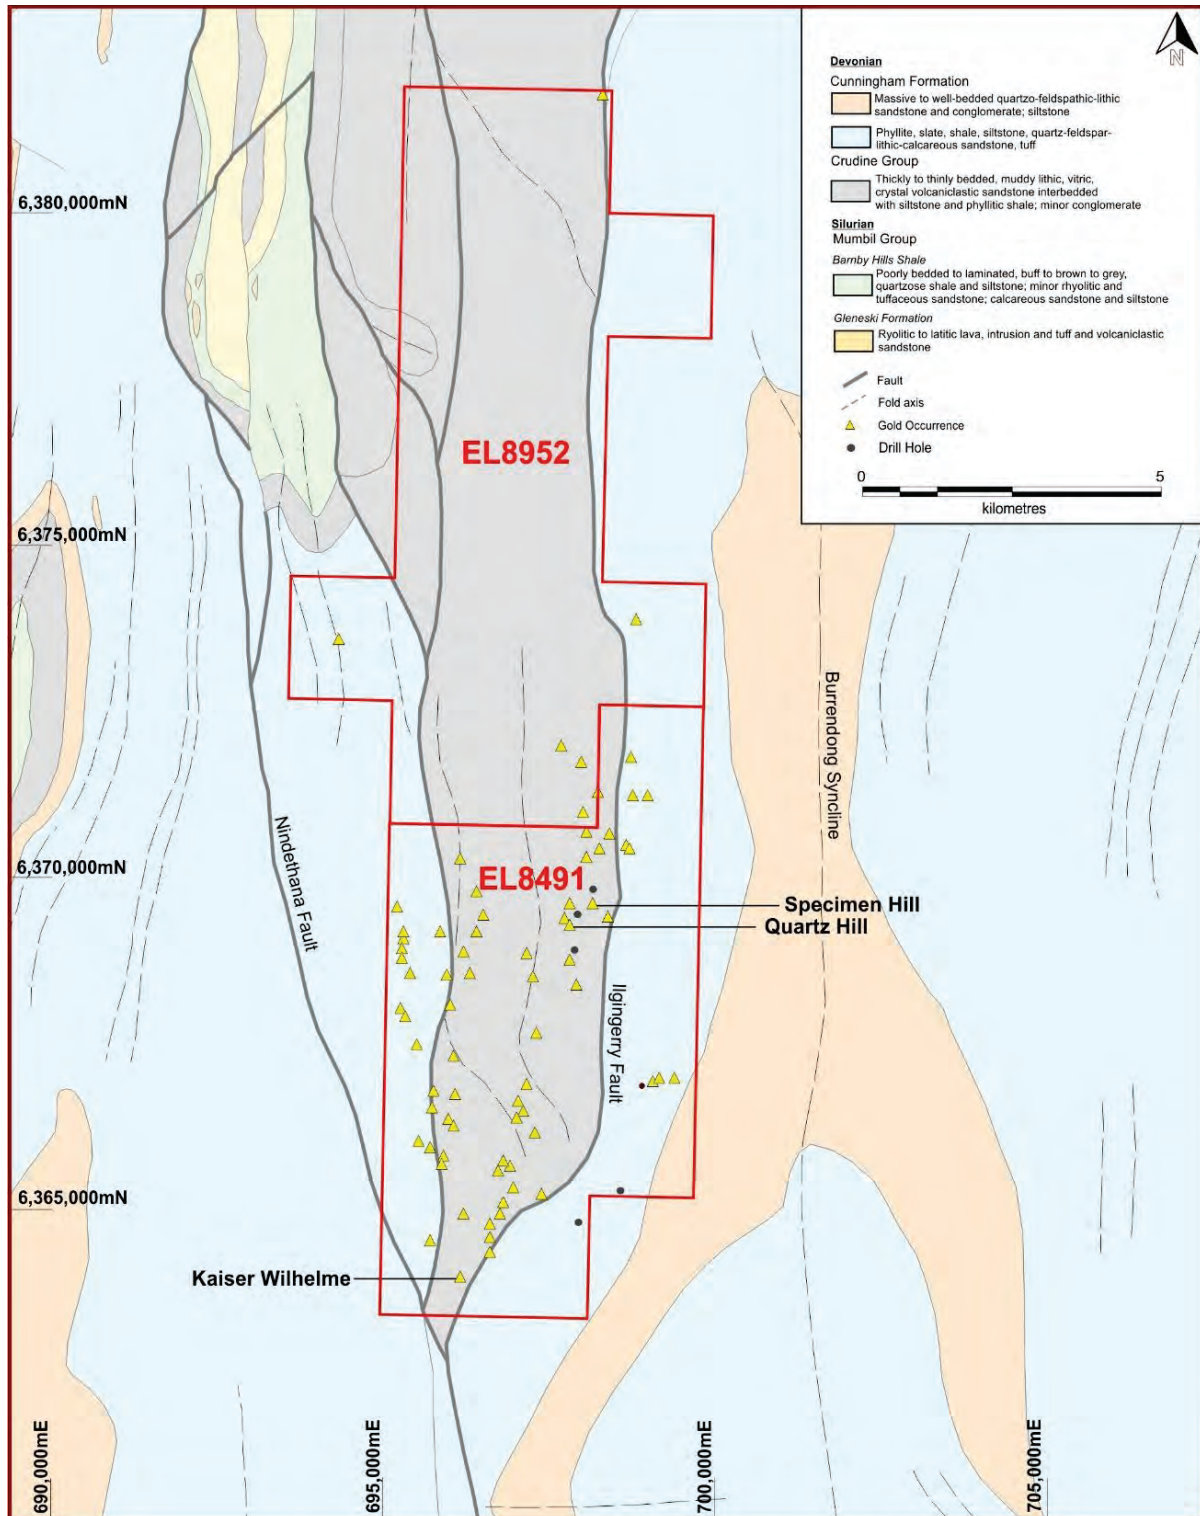 N
Devonian
Cunningham Formation
Massive to well-bedded quartzo-feldspathic-lithic
sandstone and conglomerate; siltstone
Phyllite, slate, shale, siltstone, quartz-feldspar-
lithic-calcareous sandstone, tuff
Crudine Group
Thickly to thinly bedded, muddy lithic, vitric,
crystal volcaniclastic sandstone interbedded
with siltstone and phyllitic shale; minor conglomerate
Silurian
Mumbil Group
Barnby Hills Shale
Poorly bedded to laminated, buff to brown to grey,
quartzose shale and siltstone; minor rhyolitic and
tuffaceous sandstone; calcareous sandstone and siltstone
Gleneski Formation
Ryolitic to latitic lava, intrusion and tuff and volcaniclastic
sandstone
Fault
Fold axis
Gold Occurrence
Drill Hole
0 5
kilometres
6,380,000mN
EL8952
6,375,000mN
Burrendong Syncline
Nindethana Fault
6,370,000mN
EL8491
Specimen Hill
Quartz Hill
Ilgingerry Fault
6,365,000mN
Kaiser Wilhelme
690,000mE
695,000mE
700,000mE
705,000mE